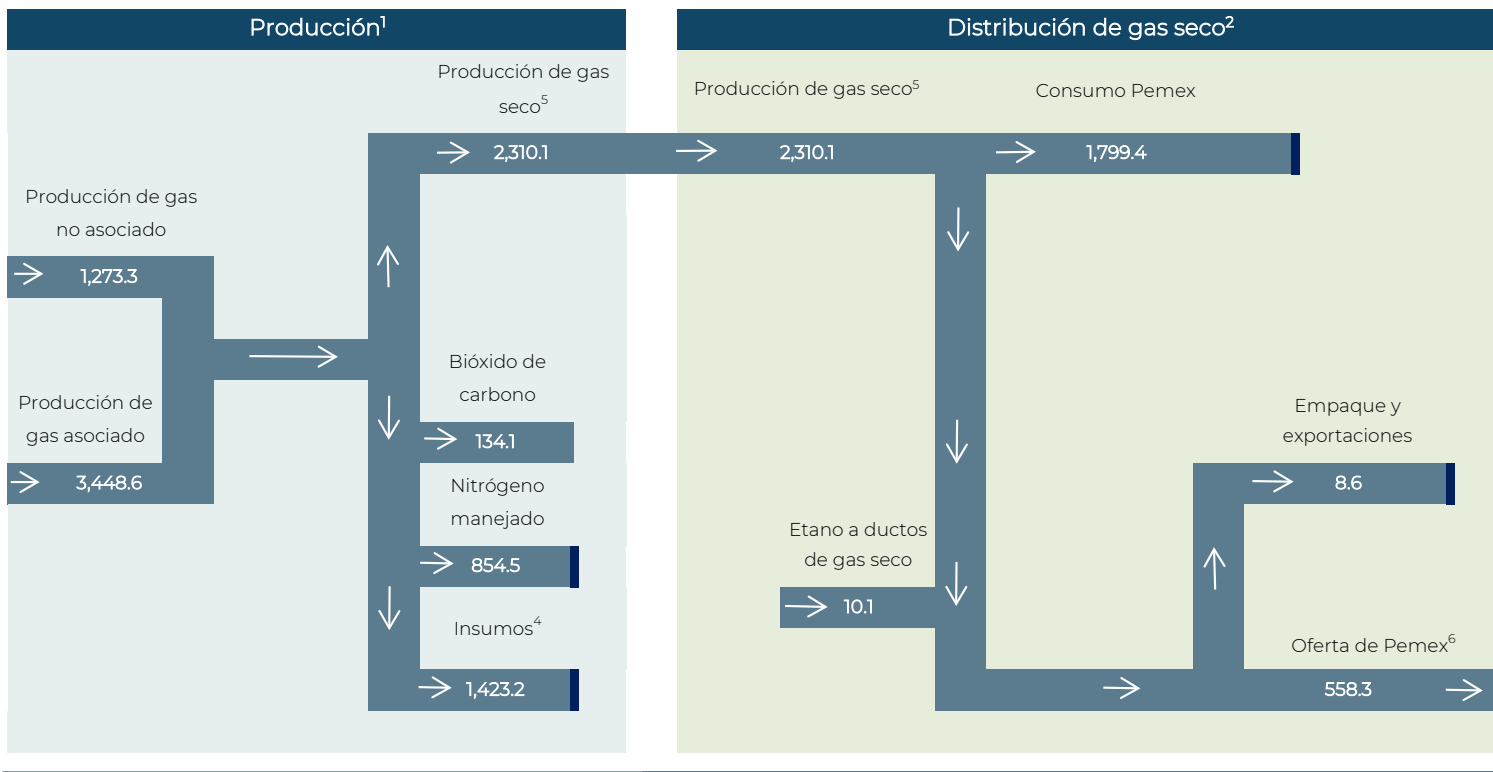 Producción¹
Producción de gas
seco⁵
2,310.1
Producción de gas
no asociado
1,273.3
Producción de
gas asociado
3,448.6
Bióxido de
carbono
134.1
Nitrógeno
manejado
854.5
Insumos⁴
1,423.2
Distribución de gas seco²
Producción de gas seco⁵
2,310.1
Consumo Pemex
1,799.4
Empaque y
exportaciones
8.6
Etano a ductos
de gas seco
10.1
Oferta de Pemex⁶
558.3